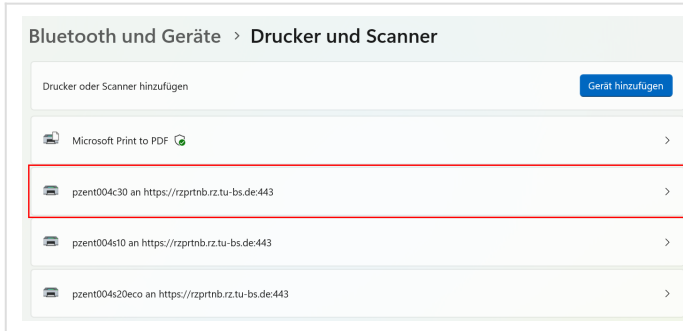 Bluetooth und Geräte > Drucker und Scanner
Drucker oder Scanner hinzufügen Gerät hinzufügen
Microsoft Print to PDF
pzent004c30 an https://rzprtnb.rz.tu-bs.de:443
pzent004s10 an https://rzprtnb.rz.tu-bs.de:443
pzent004s20eco an https://rzprtnb.rz.tu-bs.de:443